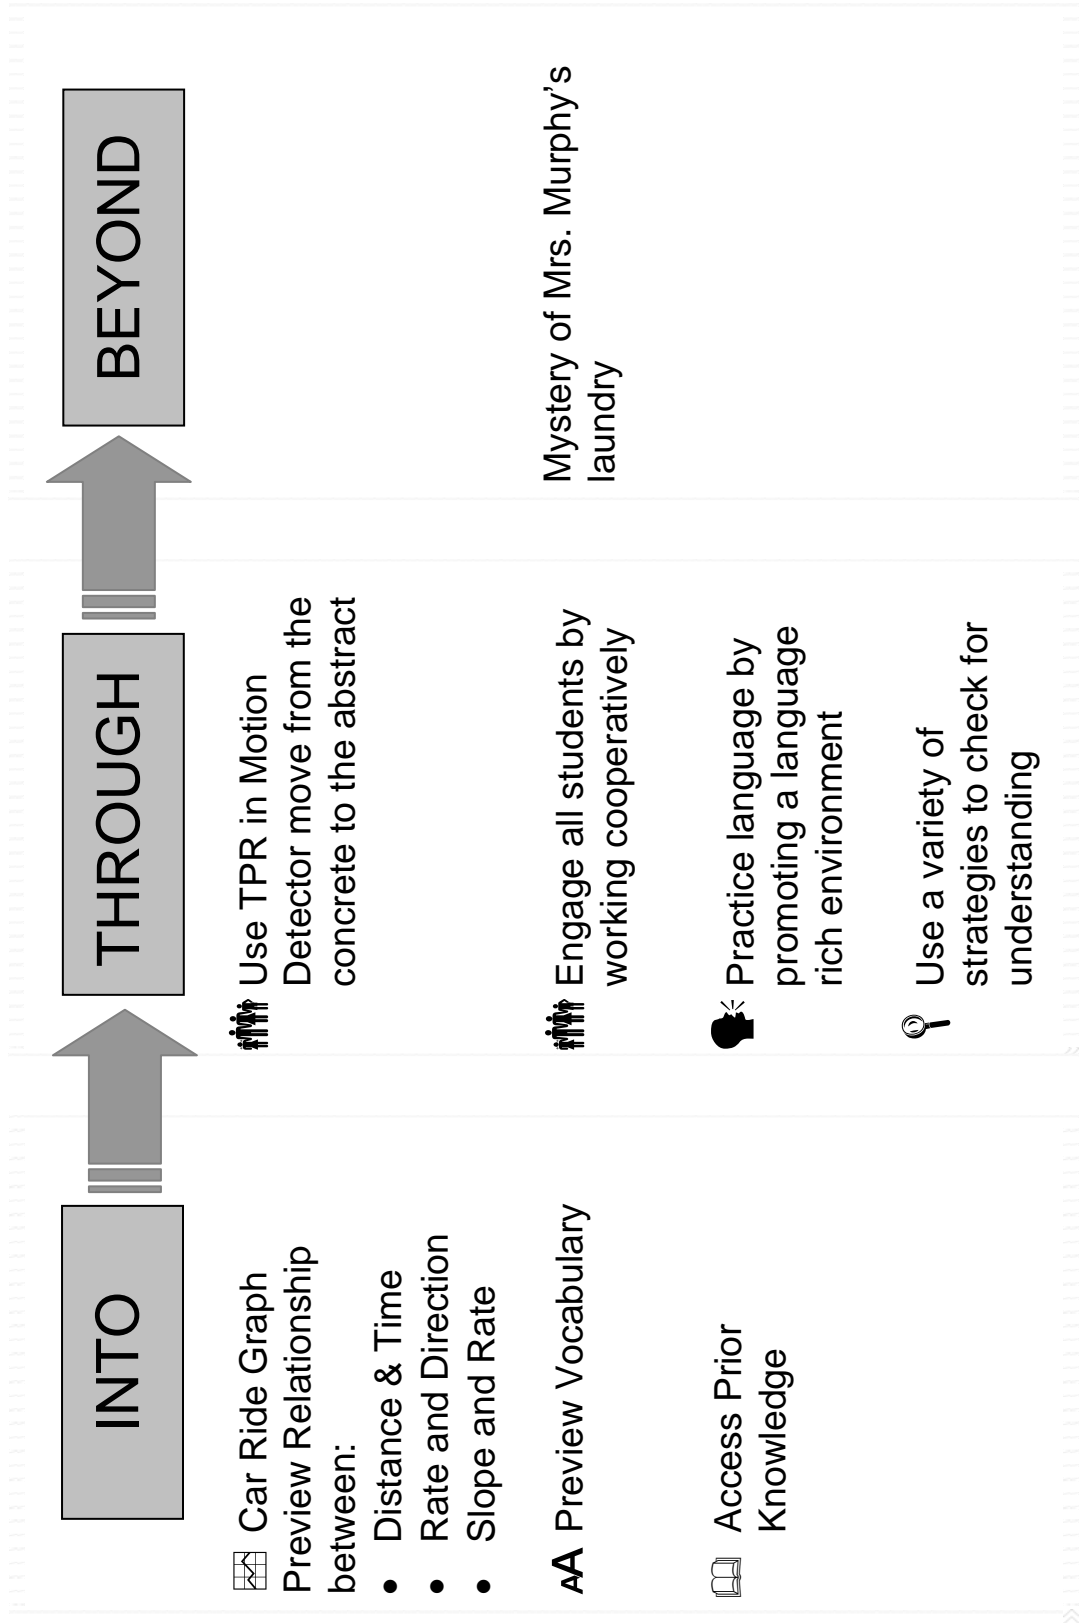 INTO
Car Ride Graph
Preview Relationship
between:
• Distance & Time
• Rate and Direction
• Slope and Rate
AA Preview Vocabulary
Access Prior
Knowledge
THROUGH
Use TPR in Motion
Detector move from the
concrete to the abstract
Engage all students by
working cooperatively
Practice language by
promoting a language
rich environment
Use a variety of
strategies to check for
understanding
BEYOND
Mystery of Mrs. Murphy’s
laundry